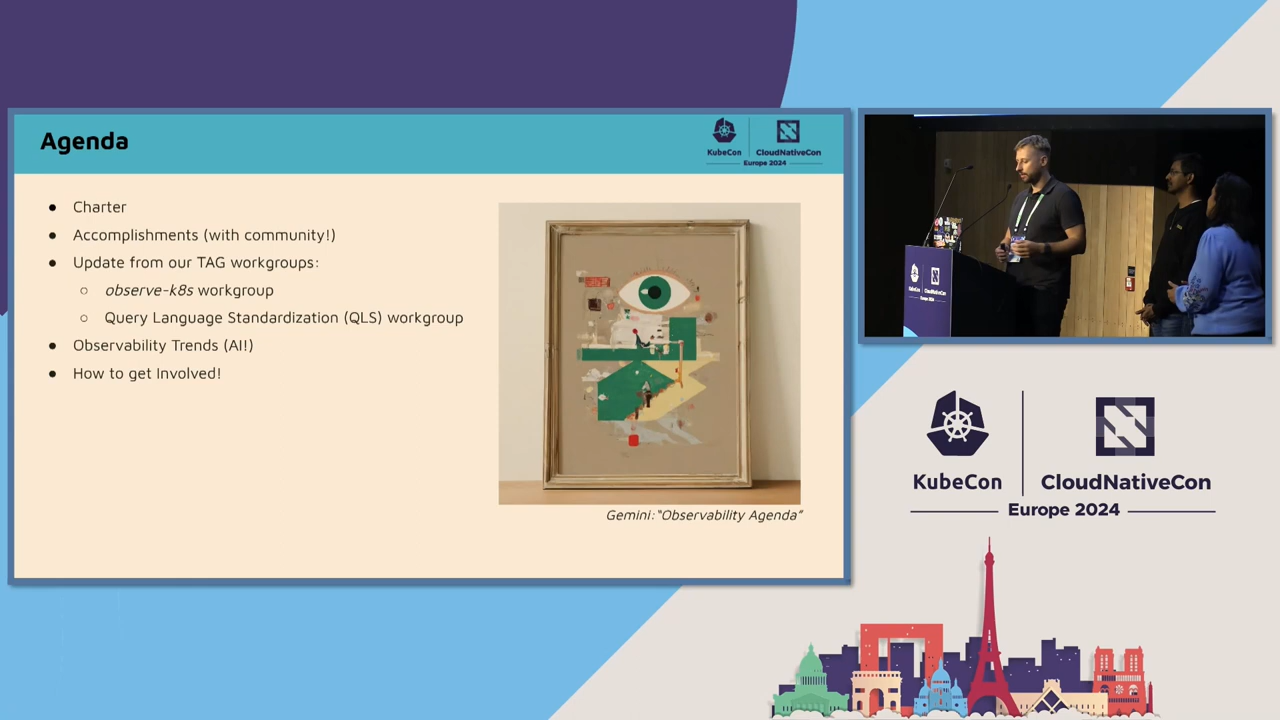 Agenda
KubeCon
CloudNativeCon
Europe 2024
Charter
Accomplishments (with community!)
Update from our TAG workgroups:
observe-k8s workgroup
Query Language Standardization (QLS) workgroup
Observability Trends (AI!)
How to get Involved!
Gemini:"Observability Agenda"
KubeCon
CloudNativeCon
Europe 2024